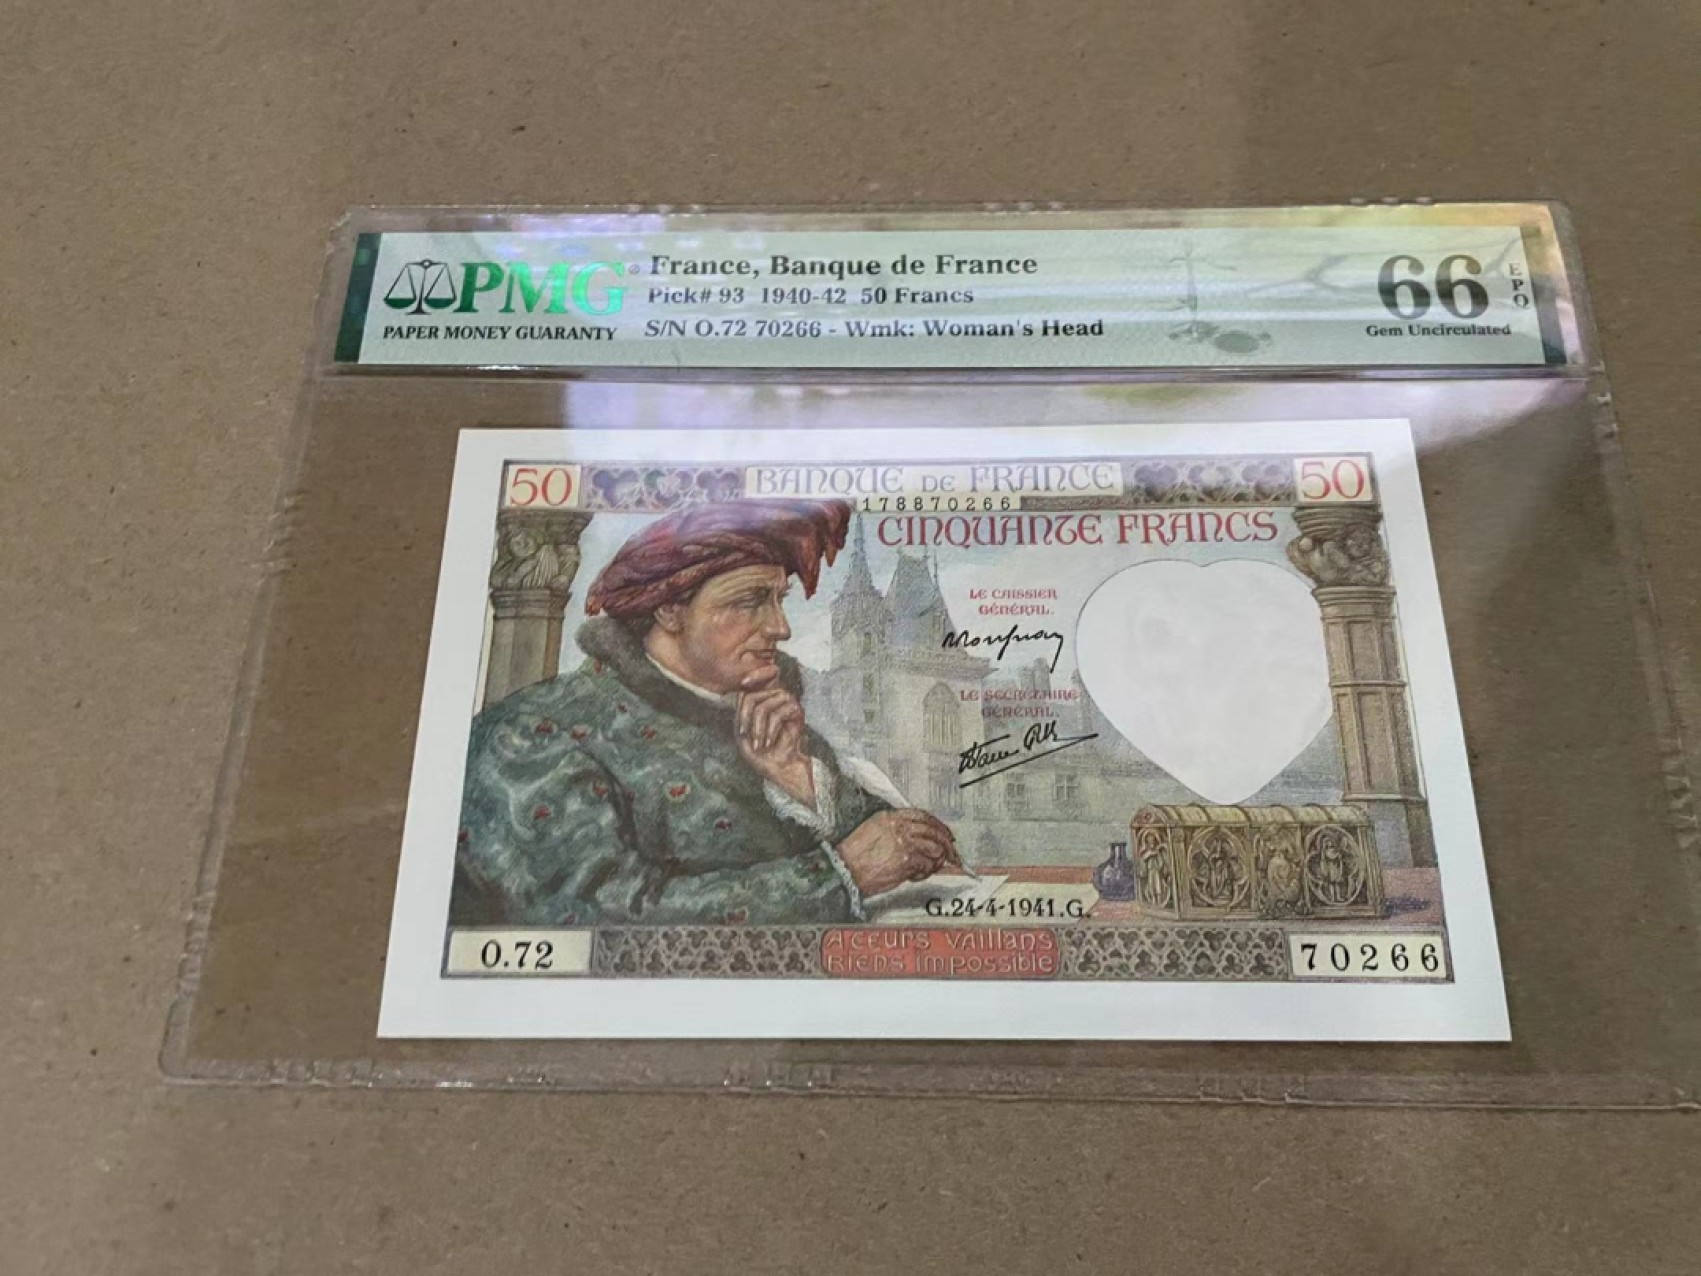 PMG
PAPER MONEY GUARANTY
France, Banque de France
Pick# 93 1940-42 50 Francs
S/N O.72 70266 - Wmk: Woman's Head
66 EPQ
Gem Uncirculated
50 BANQUE DE FRANCE 50
178870266
CINQUANTE FRANCS
LE CAISSIER
GÉNÉRAL.
LE SECRÉTAIRE
GÉNÉRAL.
G.24-4-1941.G.
O.72
A CEURS VAILLANS
RIENS IMPOSSIBLE
70266